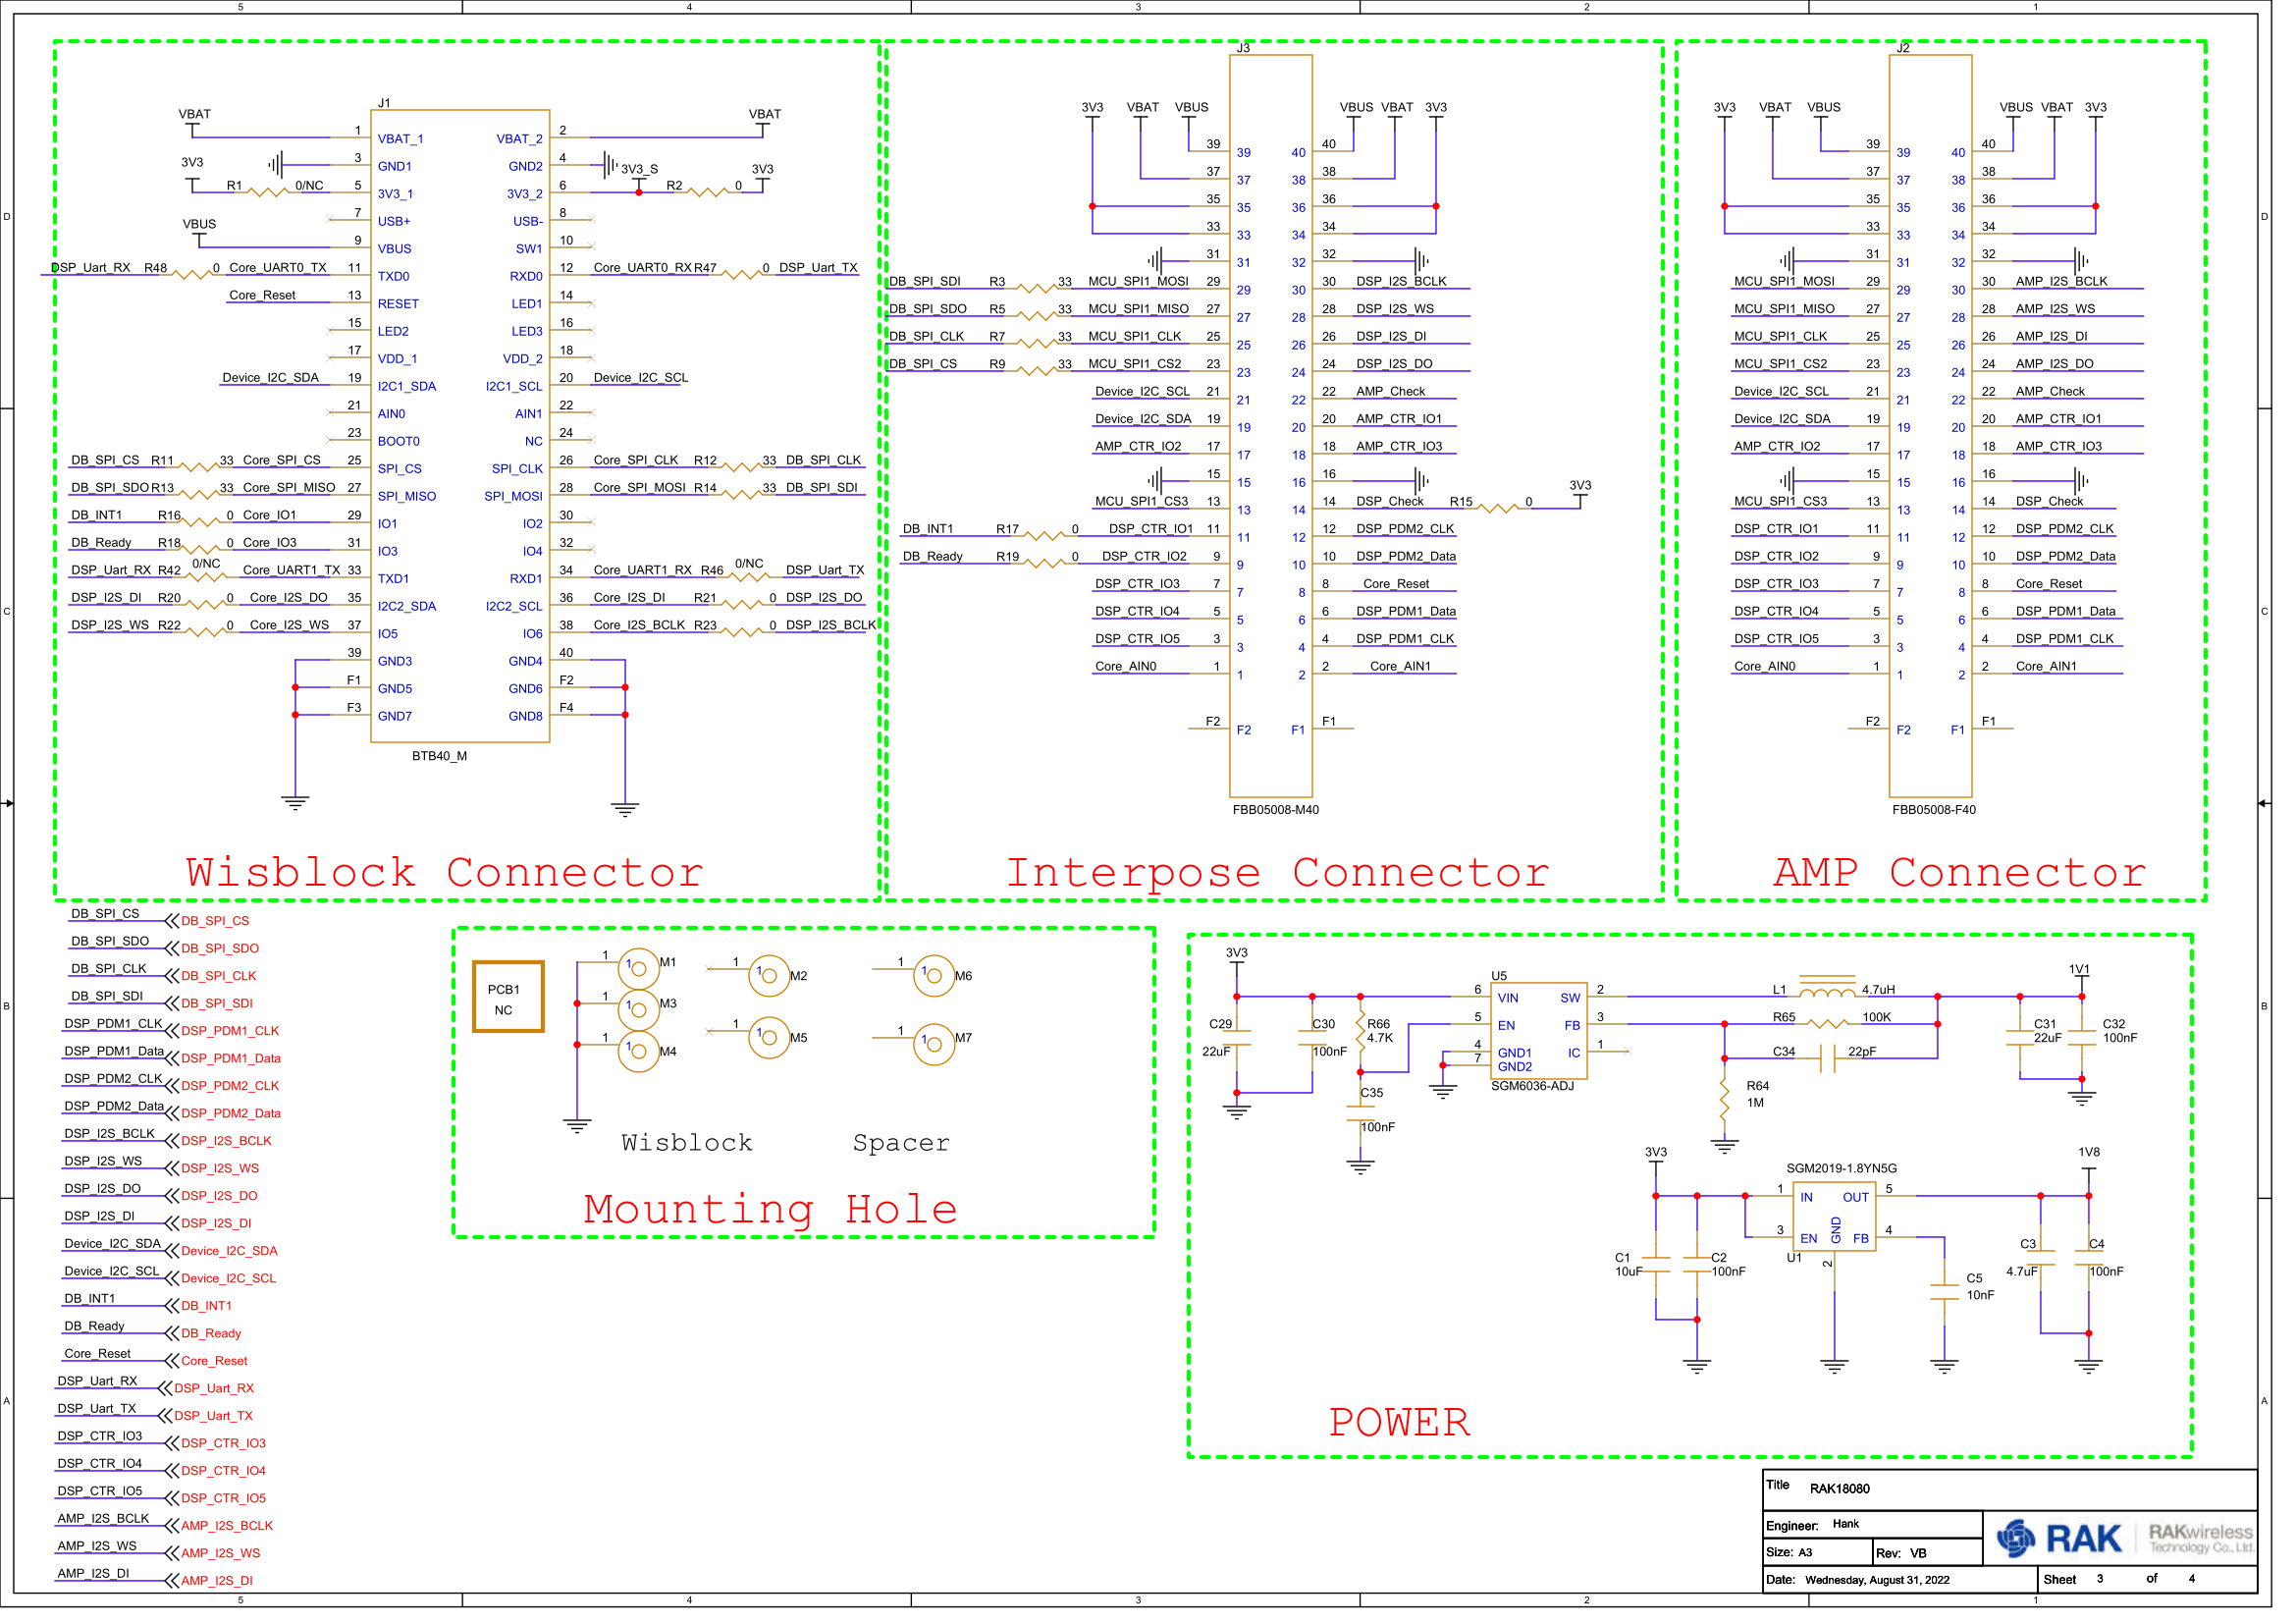 5 4 3 2 1
D C B A
J1
VBAT VBAT
1 VBAT_1 VBAT_2 2
3 GND1 GND2 4
3V3 R1 0/NC 5 3V3_1 3V3_2 6 3V3_S R2 0 3V3
7 USB+ USB- 8
VBUS 9 VBUS SW1 10
DSP_Uart_RX R48 0 Core_UART0_TX 11 TXD0 RXD0 12 Core_UART0_RX R47 0 DSP_Uart_TX
Core_Reset 13 RESET LED1 14
15 LED2 LED3 16
17 VDD_1 VDD_2 18
Device_I2C_SDA 19 I2C1_SDA I2C1_SCL 20 Device_I2C_SCL
21 AIN0 AIN1 22
23 BOOT0 NC 24
DB_SPI_CS R11 33 Core_SPI_CS 25 SPI_CS SPI_CLK 26 Core_SPI_CLK R12 33 DB_SPI_CLK
DB_SPI_SDO R13 33 Core_SPI_MISO 27 SPI_MISO SPI_MOSI 28 Core_SPI_MOSI R14 33 DB_SPI_SDI
DB_INT1 R16 0 Core_IO1 29 IO1 IO2 30
DB_Ready R18 0 Core_IO3 31 IO3 IO4 32
DSP_Uart_RX R42 0/NC Core_UART1_TX 33 TXD1 RXD1 34 Core_UART1_RX R46 0/NC DSP_Uart_TX
DSP_I2S_DI R20 0 Core_I2S_DO 35 I2C2_SDA I2C2_SCL 36 Core_I2S_DI R21 0 DSP_I2S_DO
DSP_I2S_WS R22 0 Core_I2S_WS 37 IO5 IO6 38 Core_I2S_BCLK R23 0 DSP_I2S_BCLK
39 GND3 GND4 40
F1 GND5 GND6 F2
F3 GND7 GND8 F4
BTB40_M
Wisblock Connector
J3
3V3 VBAT VBUS VBUS VBAT 3V3
39 39 40 40
37 37 38 38
35 35 36 36
33 33 34 34
31 31 32 32
DB_SPI_SDI R3 33 MCU_SPI1_MOSI 29 29 30 30 DSP_I2S_BCLK
DB_SPI_SDO R5 33 MCU_SPI1_MISO 27 27 28 28 DSP_I2S_WS
DB_SPI_CLK R7 33 MCU_SPI1_CLK 25 25 26 26 DSP_I2S_DI
DB_SPI_CS R9 33 MCU_SPI1_CS2 23 23 24 24 DSP_I2S_DO
Device_I2C_SCL 21 21 22 22 AMP_Check
Device_I2C_SDA 19 19 20 20 AMP_CTR_IO1
AMP_CTR_IO2 17 17 18 18 AMP_CTR_IO3
15 15 16 16
MCU_SPI1_CS3 13 13 14 14 DSP_Check R15 0 3V3
DB_INT1 R17 0 DSP_CTR_IO1 11 11 12 12 DSP_PDM2_CLK
DB_Ready R19 0 DSP_CTR_IO2 9 9 10 10 DSP_PDM2_Data
DSP_CTR_IO3 7 7 8 8 Core_Reset
DSP_CTR_IO4 5 5 6 6 DSP_PDM1_Data
DSP_CTR_IO5 3 3 4 4 DSP_PDM1_CLK
Core_AIN0 1 1 2 2 Core_AIN1
F2 F2 F1 F1
FBB05008-M40
Interpose Connector
J2
3V3 VBAT VBUS VBUS VBAT 3V3
39 39 40 40
37 37 38 38
35 35 36 36
33 33 34 34
31 31 32 32
MCU_SPI1_MOSI 29 29 30 30 AMP_I2S_BCLK
MCU_SPI1_MISO 27 27 28 28 AMP_I2S_WS
MCU_SPI1_CLK 25 25 26 26 AMP_I2S_DI
MCU_SPI1_CS2 23 23 24 24 AMP_I2S_DO
Device_I2C_SCL 21 21 22 22 AMP_Check
Device_I2C_SDA 19 19 20 20 AMP_CTR_IO1
AMP_CTR_IO2 17 17 18 18 AMP_CTR_IO3
15 15 16 16
MCU_SPI1_CS3 13 13 14 14 DSP_Check
DSP_CTR_IO1 11 11 12 12 DSP_PDM2_CLK
DSP_CTR_IO2 9 9 10 10 DSP_PDM2_Data
DSP_CTR_IO3 7 7 8 8 Core_Reset
DSP_CTR_IO4 5 5 6 6 DSP_PDM1_Data
DSP_CTR_IO5 3 3 4 4 DSP_PDM1_CLK
Core_AIN0 1 1 2 2 Core_AIN1
F2 F2 F1 F1
FBB05008-F40
AMP Connector
DB_SPI_CS DB_SPI_CS
DB_SPI_SDO DB_SPI_SDO
DB_SPI_CLK DB_SPI_CLK
DB_SPI_SDI DB_SPI_SDI
DSP_PDM1_CLK DSP_PDM1_CLK
DSP_PDM1_Data DSP_PDM1_Data
DSP_PDM2_CLK DSP_PDM2_CLK
DSP_PDM2_Data DSP_PDM2_Data
DSP_I2S_BCLK DSP_I2S_BCLK
DSP_I2S_WS DSP_I2S_WS
DSP_I2S_DO DSP_I2S_DO
DSP_I2S_DI DSP_I2S_DI
Device_I2C_SDA Device_I2C_SDA
Device_I2C_SCL Device_I2C_SCL
DB_INT1 DB_INT1
DB_Ready DB_Ready
Core_Reset Core_Reset
DSP_Uart_RX DSP_Uart_RX
DSP_Uart_TX DSP_Uart_TX
DSP_CTR_IO3 DSP_CTR_IO3
DSP_CTR_IO4 DSP_CTR_IO4
DSP_CTR_IO5 DSP_CTR_IO5
AMP_I2S_BCLK AMP_I2S_BCLK
AMP_I2S_WS AMP_I2S_WS
AMP_I2S_DI AMP_I2S_DI
PCB1
NC
1 1 M1 1 1 M2 1 1 M6
1 1 M3
1 1 M4 1 1 M5 1 1 M7
Wisblock Spacer
Mounting Hole
3V3 U5 1V1
6 VIN SW 2 L1 4.7uH
5 EN FB 3 R65 100K
4 GND1 IC 1 C34 22pF
7 GND2
SGM6036-ADJ
C29 22uF
C30 100nF
R66 4.7K
C35 100nF
R64 1M
C31 22uF
C32 100nF
3V3 SGM2019-1.8YN5G 1V8
1 IN OUT 5
3 EN GND FB 4
U1 2
C1 10uF
C2 100nF
C5 10nF
C3 4.7uF
C4 100nF
POWER
Title RAK18080
Engineer: Hank
Size: A3 Rev: VB
RAK RAKwireless
Technology Co., Ltd.
Date: Wednesday, August 31, 2022 Sheet 3 of 4
D C B A
5 4 3 2 1